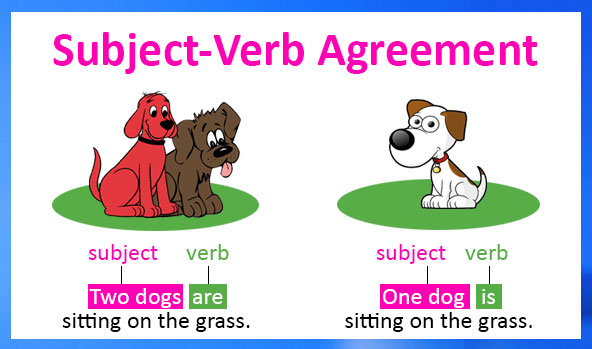 Subject-Verb Agreement
subject verb
Two dogs are
sitting on the grass.
subject verb
One dog is
sitting on the grass.